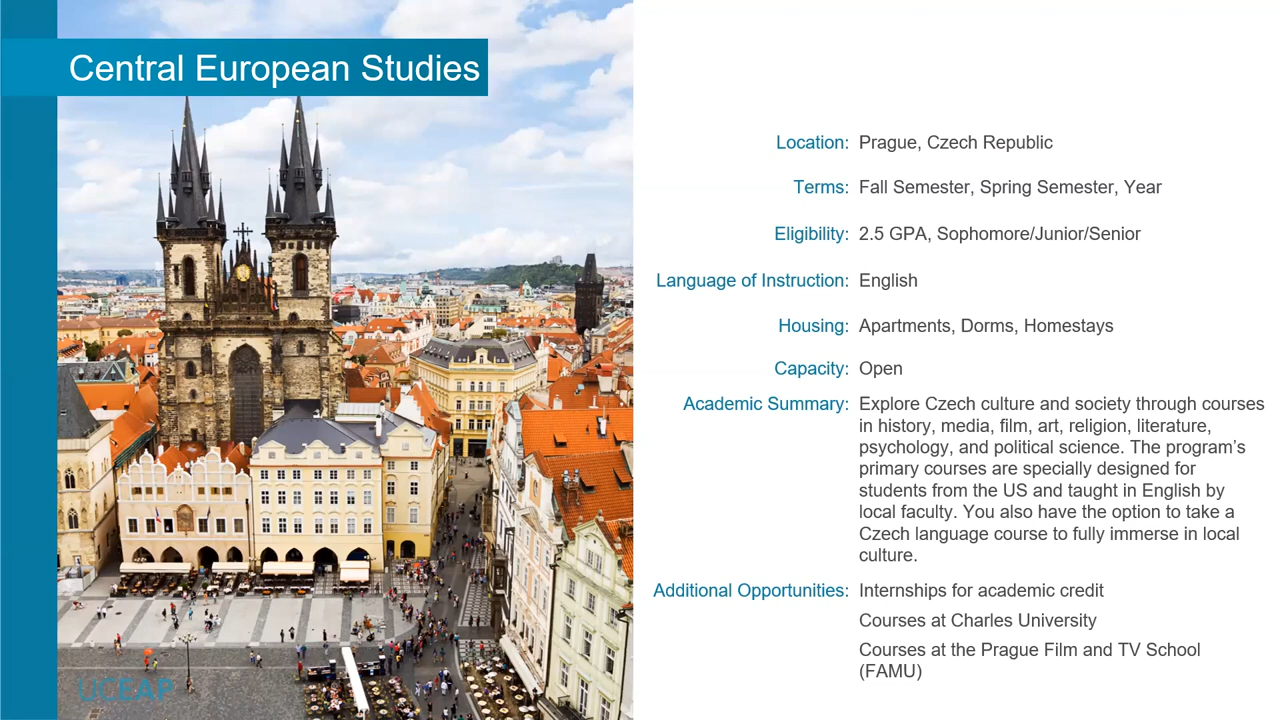 Central European Studies
Location: Prague, Czech Republic
Terms: Fall Semester, Spring Semester, Year
Eligibility: 2.5 GPA, Sophomore/Junior/Senior
Language of Instruction: English
Housing: Apartments, Dorms, Homestays
Capacity: Open
Academic Summary: Explore Czech culture and society through courses
in history, media, film, art, religion, literature,
psychology, and political science. The program’s
primary courses are specially designed for
students from the US and taught in English by
local faculty. You also have the option to take a
Czech language course to fully immerse in local
culture.
Additional Opportunities: Internships for academic credit
Courses at Charles University
Courses at the Prague Film and TV School
(FAMU)
UCEAP